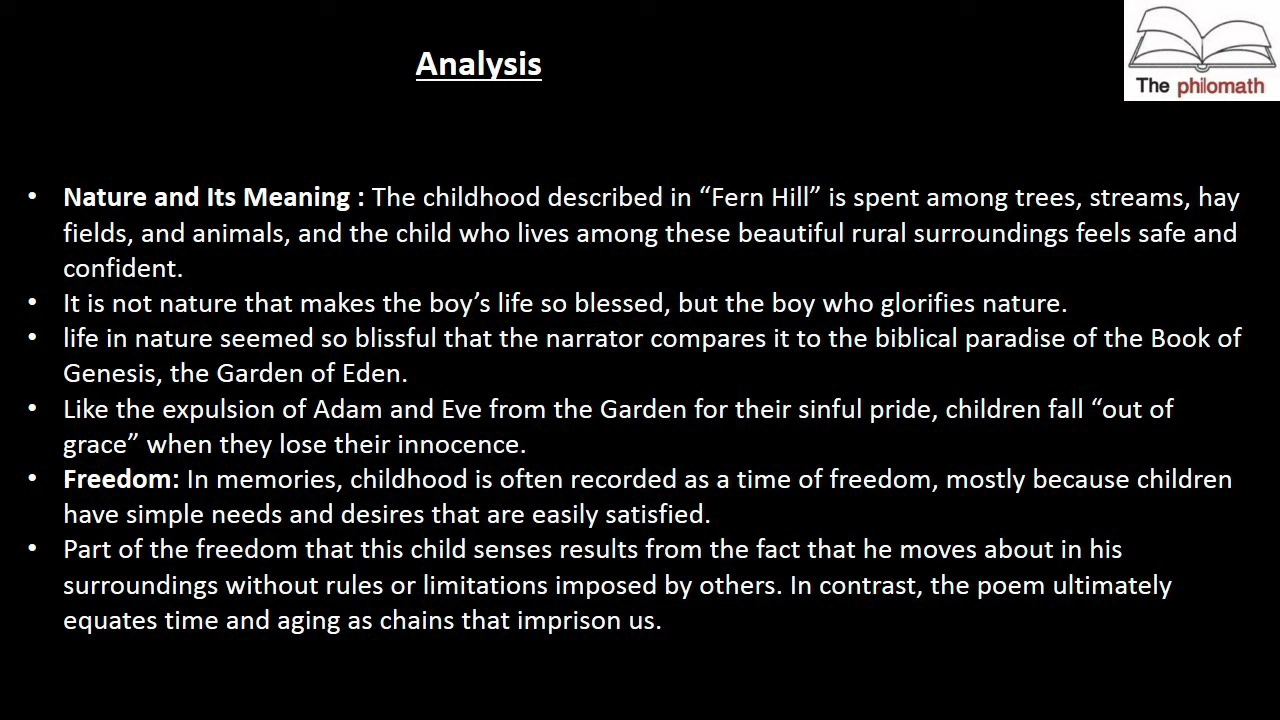 Analysis
The philomath
• Nature and Its Meaning : The childhood described in “Fern Hill” is spent among trees, streams, hay
fields, and animals, and the child who lives among these beautiful rural surroundings feels safe and
confident.
• It is not nature that makes the boy’s life so blessed, but the boy who glorifies nature.
• life in nature seemed so blissful that the narrator compares it to the biblical paradise of the Book of
Genesis, the Garden of Eden.
• Like the expulsion of Adam and Eve from the Garden for their sinful pride, children fall “out of
grace” when they lose their innocence.
• Freedom: In memories, childhood is often recorded as a time of freedom, mostly because children
have simple needs and desires that are easily satisfied.
• Part of the freedom that this child senses results from the fact that he moves about in his
surroundings without rules or limitations imposed by others. In contrast, the poem ultimately
equates time and aging as chains that imprison us.